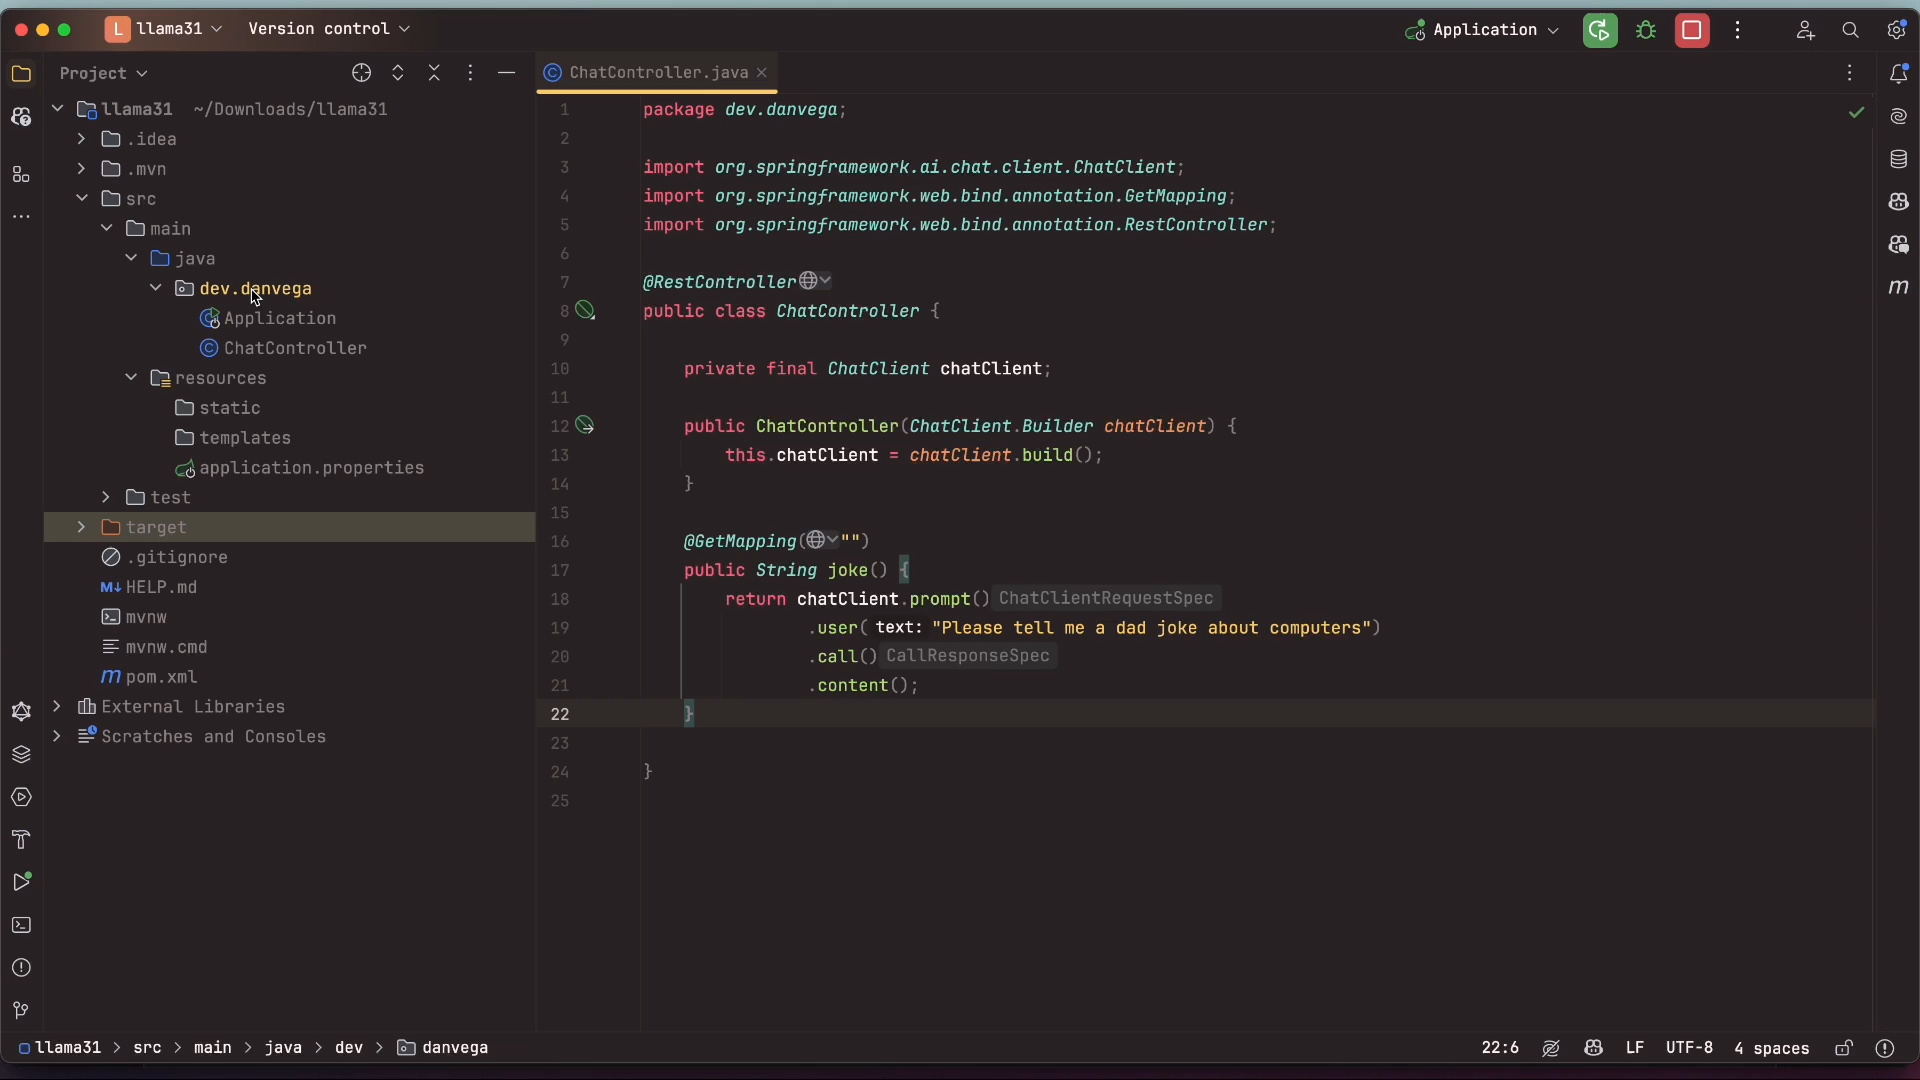 L llama31 Version control Application
Project
ChatController.java
llama31 ~/Downloads/llama31
.idea
.mvn
src
main
java
dev.danvega
Application
ChatController
resources
static
templates
application.properties
test
target
.gitignore
M↓ HELP.md
mvnw
mvnw.cmd
m pom.xml
External Libraries
Scratches and Consoles
1 package dev.danvega;
2
3 import org.springframework.ai.chat.client.ChatClient;
4 import org.springframework.web.bind.annotation.GetMapping;
5 import org.springframework.web.bind.annotation.RestController;
6
7 @RestController
8 public class ChatController {
9
10 private final ChatClient chatClient;
11
12 public ChatController(ChatClient.Builder chatClient) {
13 this.chatClient = chatClient.build();
14 }
15
16 @GetMapping("")
17 public String joke() {
18 return chatClient.prompt() ChatClientRequestSpec
19 .user( text: "Please tell me a dad joke about computers")
20 .call() CallResponseSpec
21 .content();
22 }
23
24 }
25
m
llama31 > src > main > java > dev > danvega
22:6 LF UTF-8 4 spaces